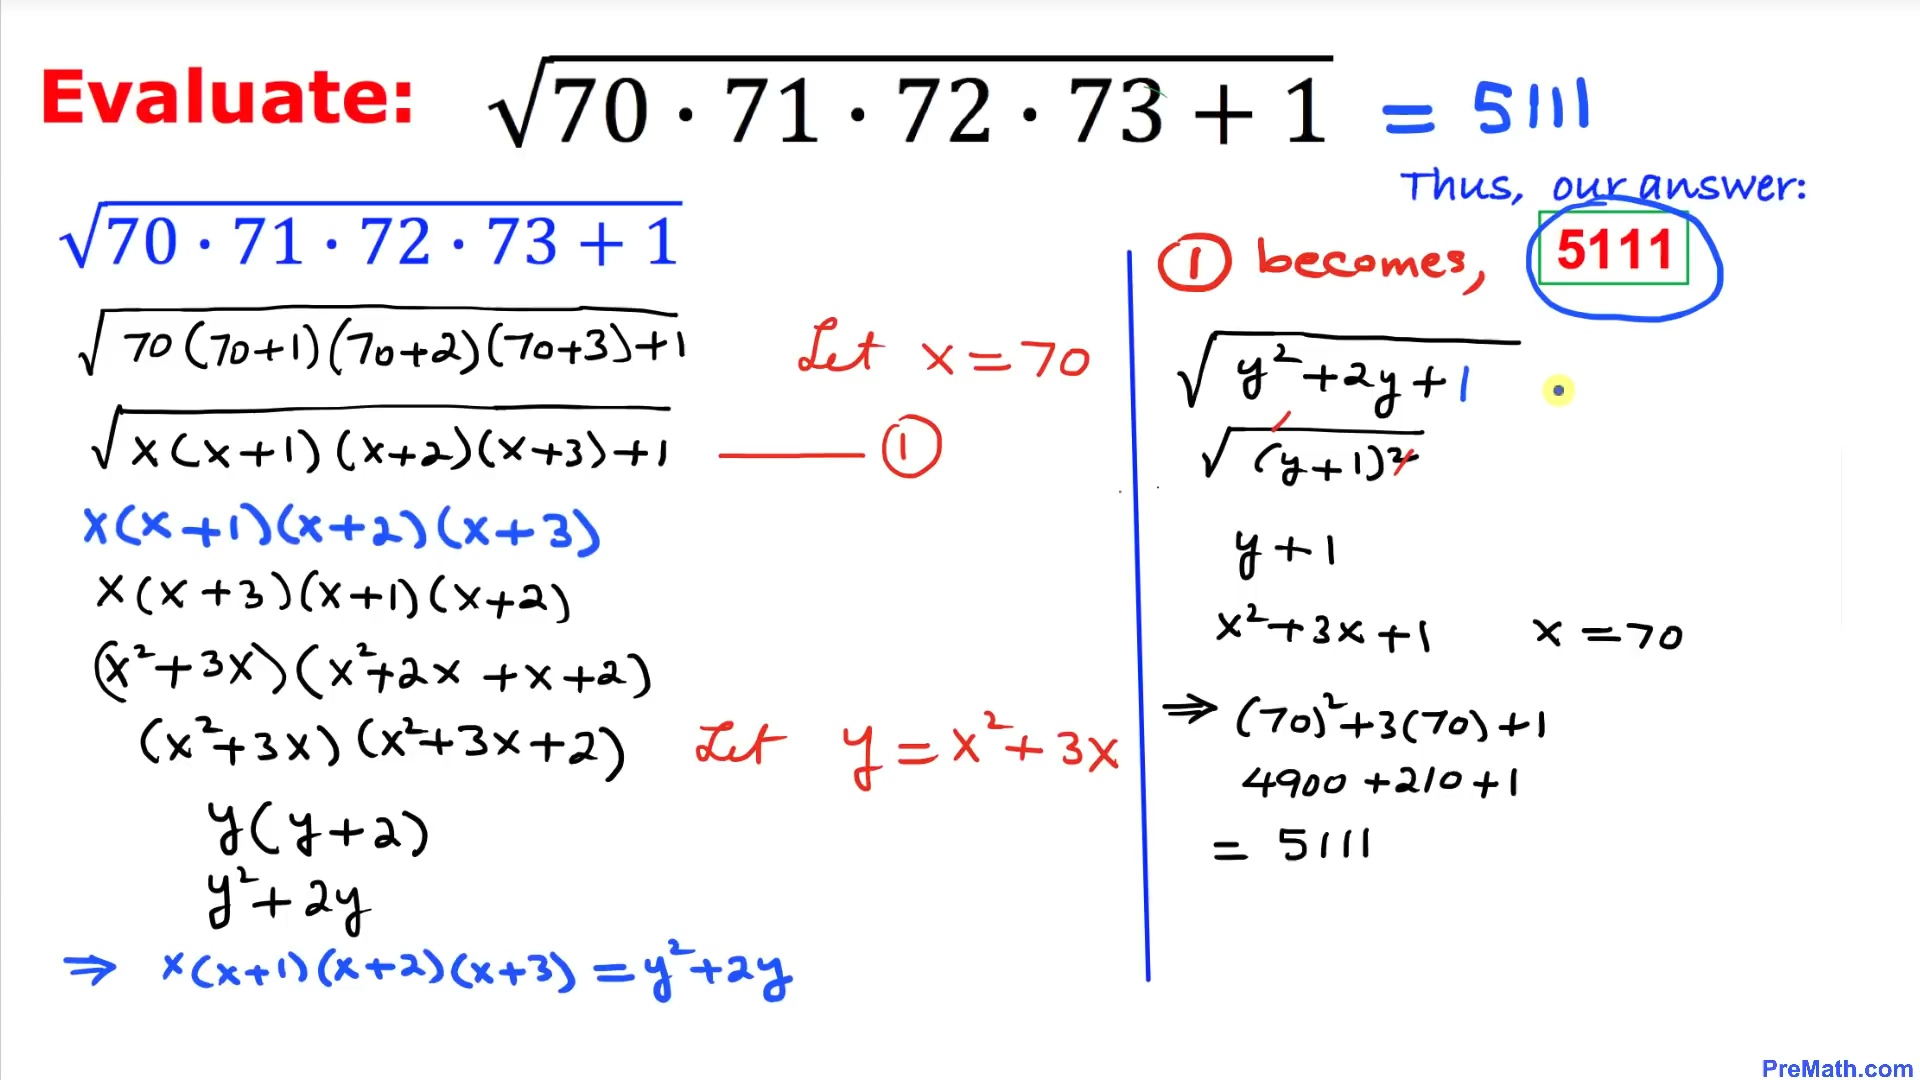 Evaluate: √70 · 71 · 72 · 73 + 1 = 5111
Thus, our answer:
5111
√70 · 71 · 72 · 73 + 1
√70(70+1)(70+2)(70+3)+1
Let x = 70
√x(x+1)(x+2)(x+3)+1 ——— ①
x(x+1)(x+2)(x+3)
x(x+3)(x+1)(x+2)
(x²+3x)(x²+2x+x+2)
(x²+3x)(x²+3x+2)
Let y = x²+3x
y(y+2)
y²+2y
⇒ x(x+1)(x+2)(x+3) = y²+2y
① becomes,
√y²+2y+1
√(y+1)²
y+1
x²+3x+1 x = 70
⇒ (70)²+3(70)+1
4900+210+1
= 5111
PreMath.com